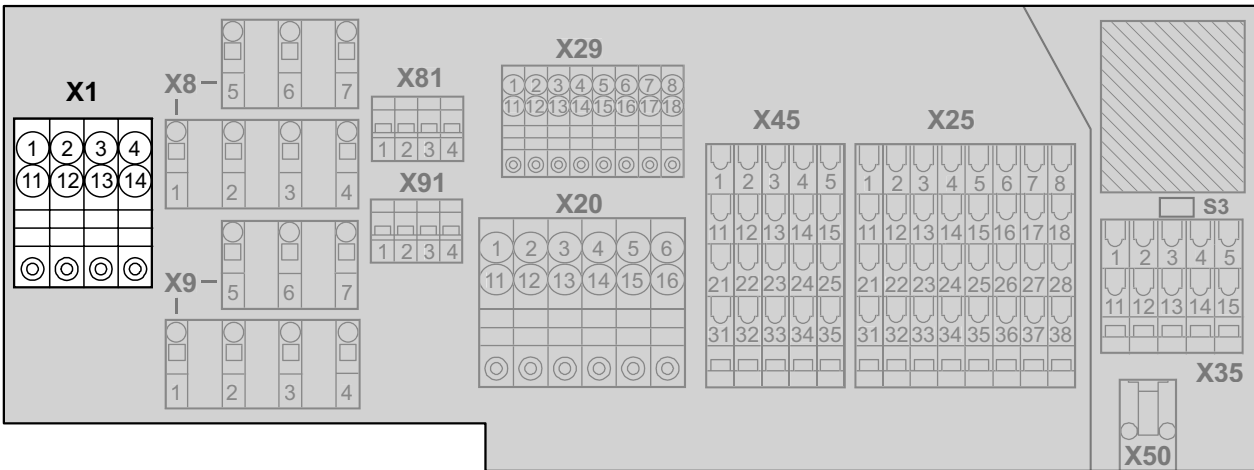 X1
1 2 3 4
11 12 13 14
X8
5 6 7
1 2 3 4
X9
5 6 7
1 2 3 4
X81
1 2 3 4
X91
1 2 3 4
X29
1 2 3 4 5 6 7 8
11 12 13 14 15 16 17 18
X20
1 2 3 4 5 6
11 12 13 14 15 16
X45
1 2 3 4 5
11 12 13 14 15
21 22 23 24 25
31 32 33 34 35
X25
1 2 3 4 5 6 7 8
11 12 13 14 15 16 17 18
21 22 23 24 25 26 27 28
31 32 33 34 35 36 37 38
S3
1 2 3 4 5
11 12 13 14 15
X35
X50